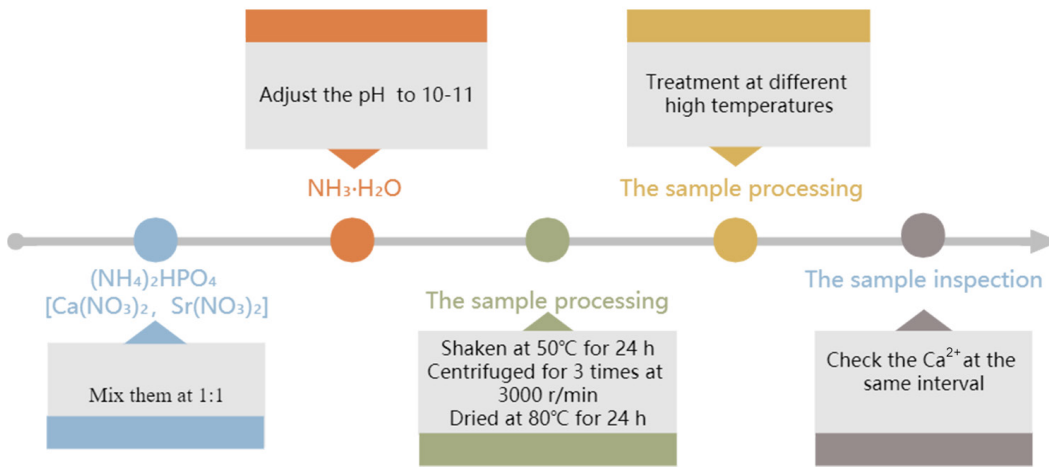 Adjust the pH to 10-11
NH₃·H₂O
Treatment at different
high temperatures
The sample processing
(NH₄)₂HPO₄
[Ca(NO₃)₂, Sr(NO₃)₂]
Mix them at 1:1
The sample processing
Shaken at 50℃ for 24 h
Centrifuged for 3 times at
3000 r/min
Dried at 80℃ for 24 h
The sample inspection
Check the Ca²⁺ at the
same interval